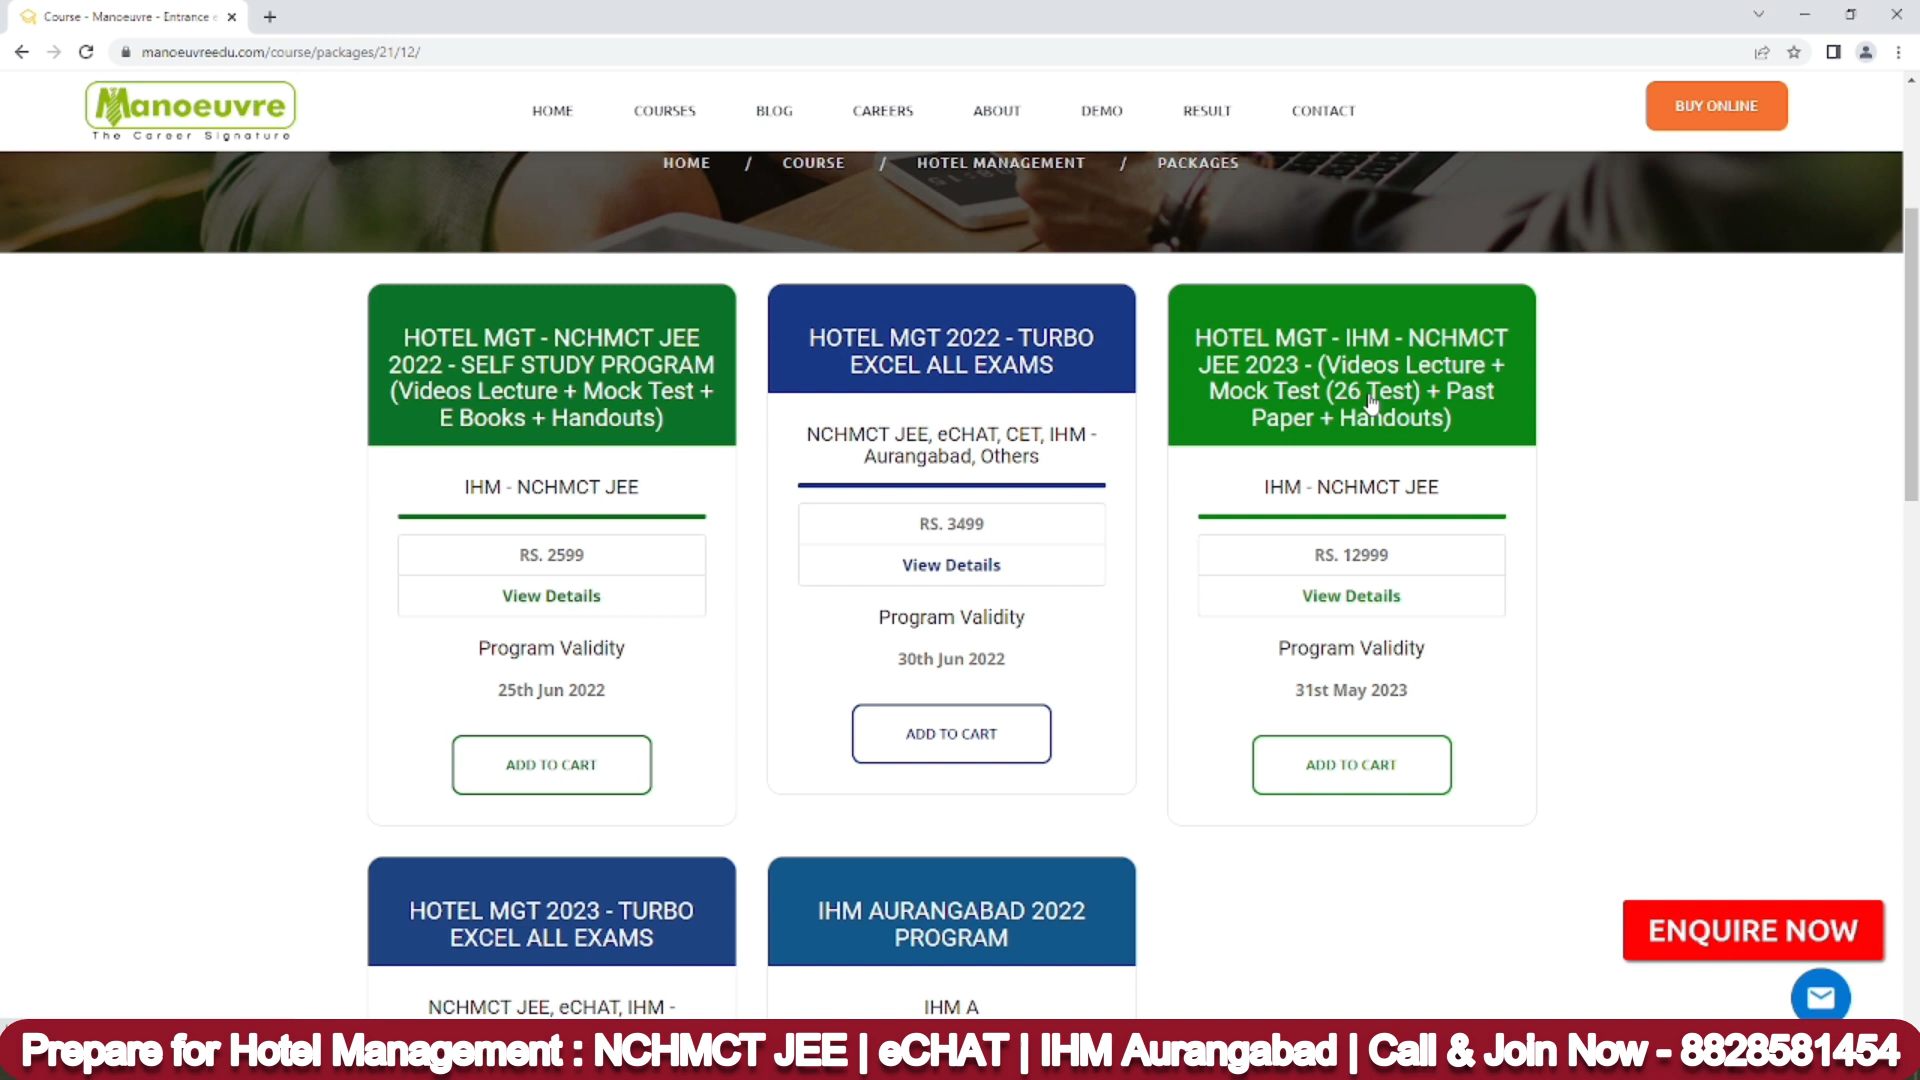 Course - Manoeuvre - Entrance e
manoeuvreedu.com/course/packages/21/12/
Manoeuvre
The Career Signature
HOME
COURSES
BLOG
CAREERS
ABOUT
DEMO
RESULT
CONTACT
BUY ONLINE
HOME / COURSE / HOTEL MANAGEMENT / PACKAGES
HOTEL MGT - NCHMCT JEE
2022 - SELF STUDY PROGRAM
(Videos Lecture + Mock Test +
E Books + Handouts)
IHM - NCHMCT JEE
RS. 2599
View Details
Program Validity
25th Jun 2022
ADD TO CART
HOTEL MGT 2022 - TURBO
EXCEL ALL EXAMS
NCHMCT JEE, eCHAT, CET, IHM -
Aurangabad, Others
RS. 3499
View Details
Program Validity
30th Jun 2022
ADD TO CART
HOTEL MGT - IHM - NCHMCT
JEE 2023 - (Videos Lecture +
Mock Test (26 Test) + Past
Paper + Handouts)
IHM - NCHMCT JEE
RS. 12999
View Details
Program Validity
31st May 2023
ADD TO CART
HOTEL MGT 2023 - TURBO
EXCEL ALL EXAMS
NCHMCT JEE, eCHAT, IHM -
IHM AURANGABAD 2022
PROGRAM
IHM A
ENQUIRE NOW
Prepare for Hotel Management : NCHMCT JEE | eCHAT | IHM Aurangabad | Call & Join Now - 8828581454